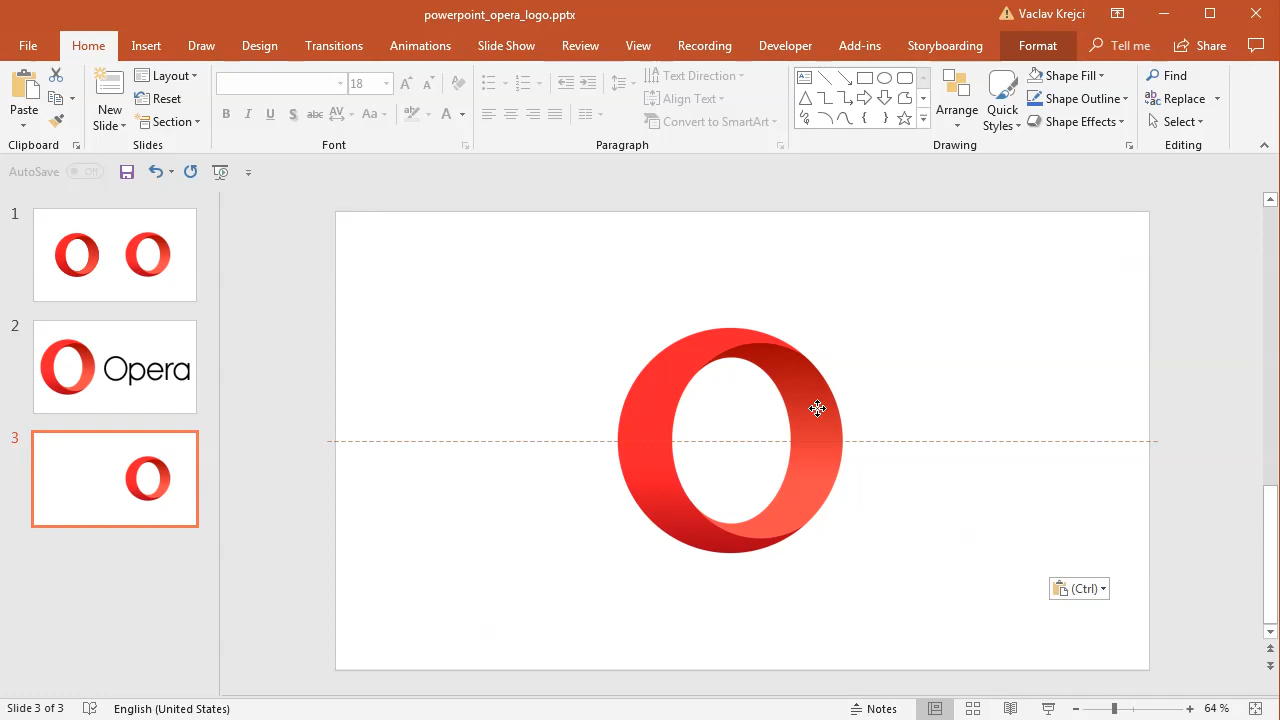 powerpoint_opera_logo.pptx
Vaclav Krejci
File Home Insert Draw Design Transitions Animations Slide Show Review View Recording Developer Add-ins Storyboarding Format Tell me Share
Paste
New Slide
Layout
Reset
Section
18
B I U S abc AV Aa A
Text Direction
Align Text
Convert to SmartArt
Arrange
Quick Styles
Shape Fill
Shape Outline
Shape Effects
Find
Replace
Select
Clipboard Slides Font Paragraph Drawing Editing
AutoSave Off
1
2
Opera
3
(Ctrl)
Slide 3 of 3 English (United States) Notes 64 %